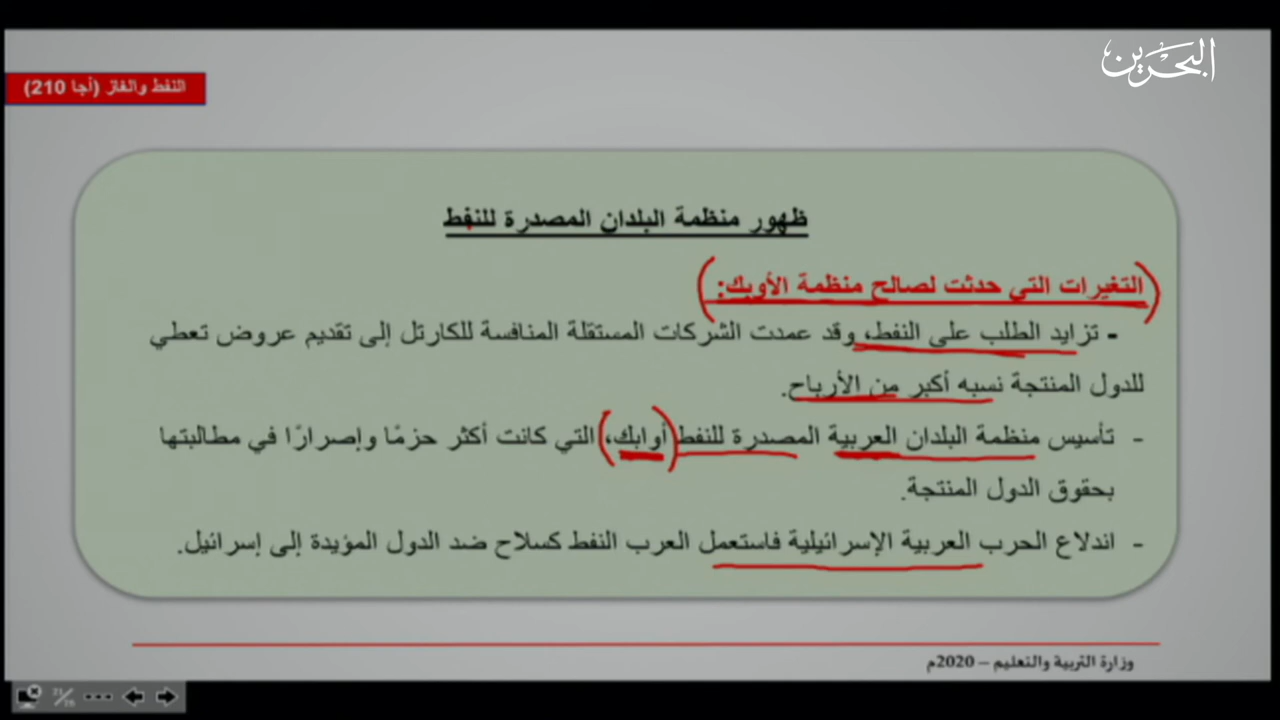 البحرين
النفط والغاز (أجا 210)
ظهور منظمة البلدان المصدرة للنفط
التغيرات التي حدثت لصالح منظمة الأوبك:
- تزايد الطلب على النفط، وقد عمدت الشركات المستقلة المنافسة للكارتل إلى تقديم عروض تعطي
للدول المنتجة نسبه أكبر من الأرباح.
- تأسيس منظمة البلدان العربية المصدرة للنفط (أوابك)، التي كانت أكثر حزمًا وإصرارًا في مطالبتها
بحقوق الدول المنتجة.
- اندلاع الحرب العربية الإسرائيلية فاستعمل العرب النفط كسلاح ضد الدول المؤيدة إلى إسرائيل.
وزارة التربية والتعليم – 2020م